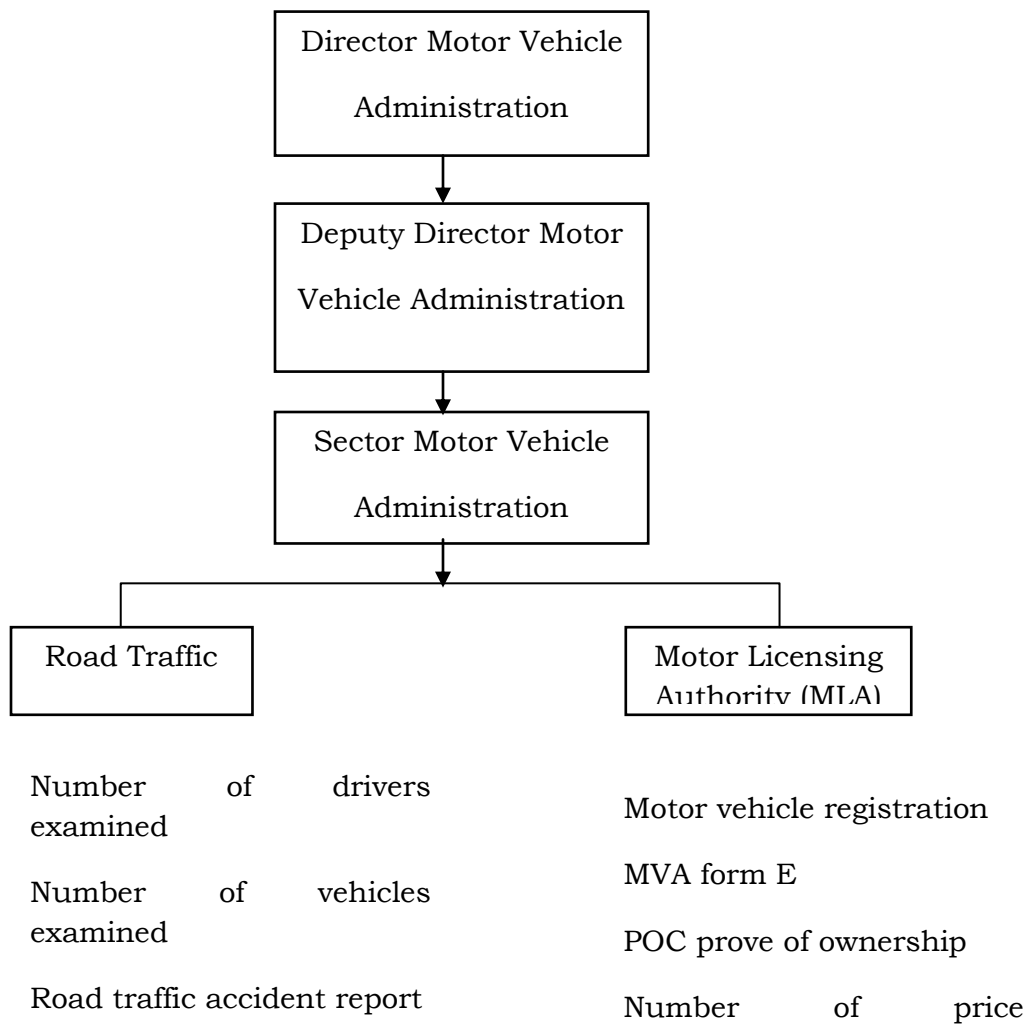 Director Motor Vehicle
Administration
Deputy Director Motor
Vehicle Administration
Sector Motor Vehicle
Administration
Road Traffic
Motor Licensing
Authority (MLA)
Number of drivers
examined
Number of vehicles
examined
Road traffic accident report
Motor vehicle registration
MVA form E
POC prove of ownership
Number of price